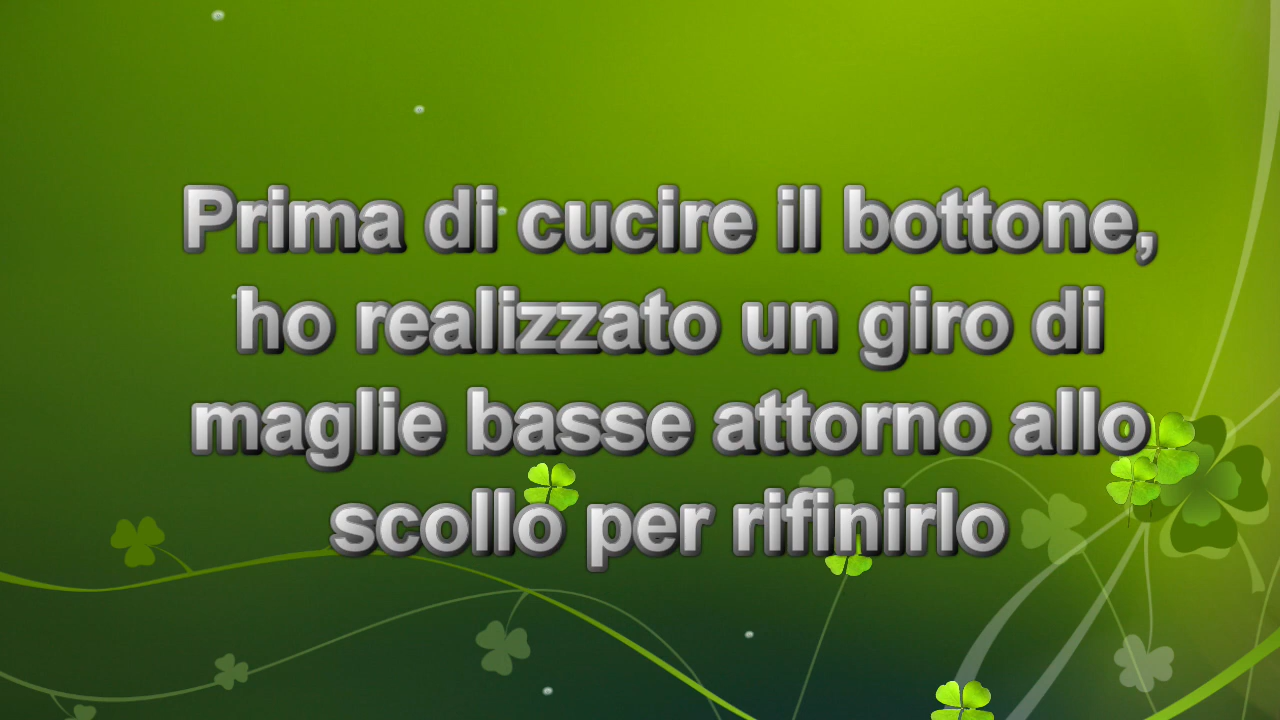 Prima di cucire il bottone,
ho realizzato un giro di
maglie basse attorno allo
scollo per rifinirlo